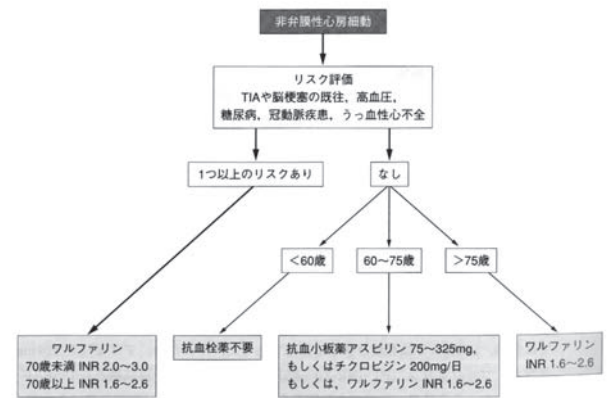 非弁膜性心房細動
リスク評価
TIAや脳梗塞の既往，高血圧，
糖尿病，冠動脈疾患，うっ血性心不全
1つ以上のリスクあり
なし
＜60歳
60〜75歳
＞75歳
ワルファリン
70歳未満 INR 2.0〜3.0
70歳以上 INR 1.6〜2.6
抗血栓薬不要
抗血小板薬アスピリン 75〜325mg，
もしくはチクロピジン 200mg/日
もしくは，ワルファリン INR 1.6〜2.6
ワルファリン
INR 1.6〜2.6